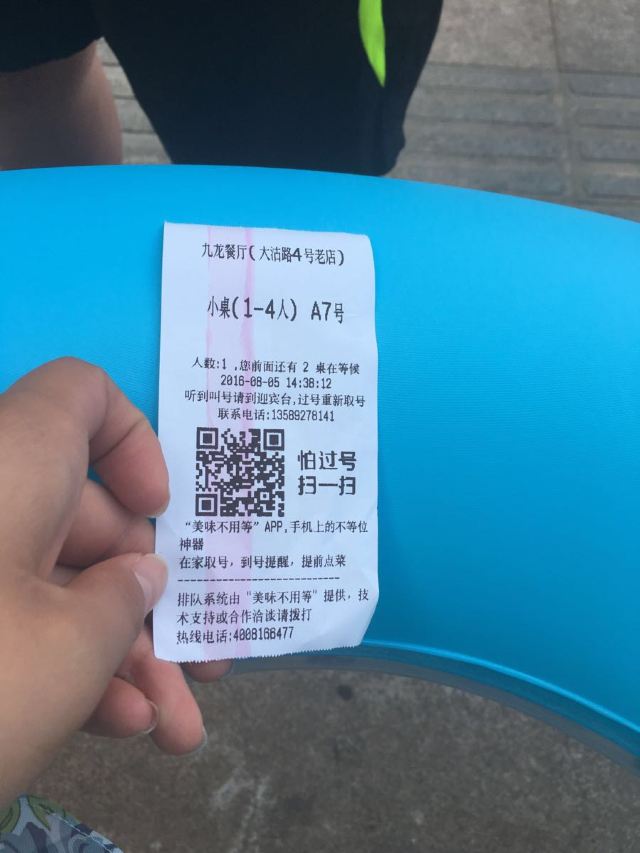 九龙餐厅(大沽路4号老店)
小桌(1-4人) A7号
人数:1 ,您前面还有 2 桌在等候
2016-08-05 14:38:12
听到叫号请到迎宾台,过号重新取号
联系电话:13589278141
怕过号
扫一扫
“美味不用等”APP,手机上的不等位
神器
在家取号，到号提醒，提前点菜
----------------------------
排队系统由"美味不用等"提供，技
术支持或合作洽谈请拨打
热线电话:4008166477